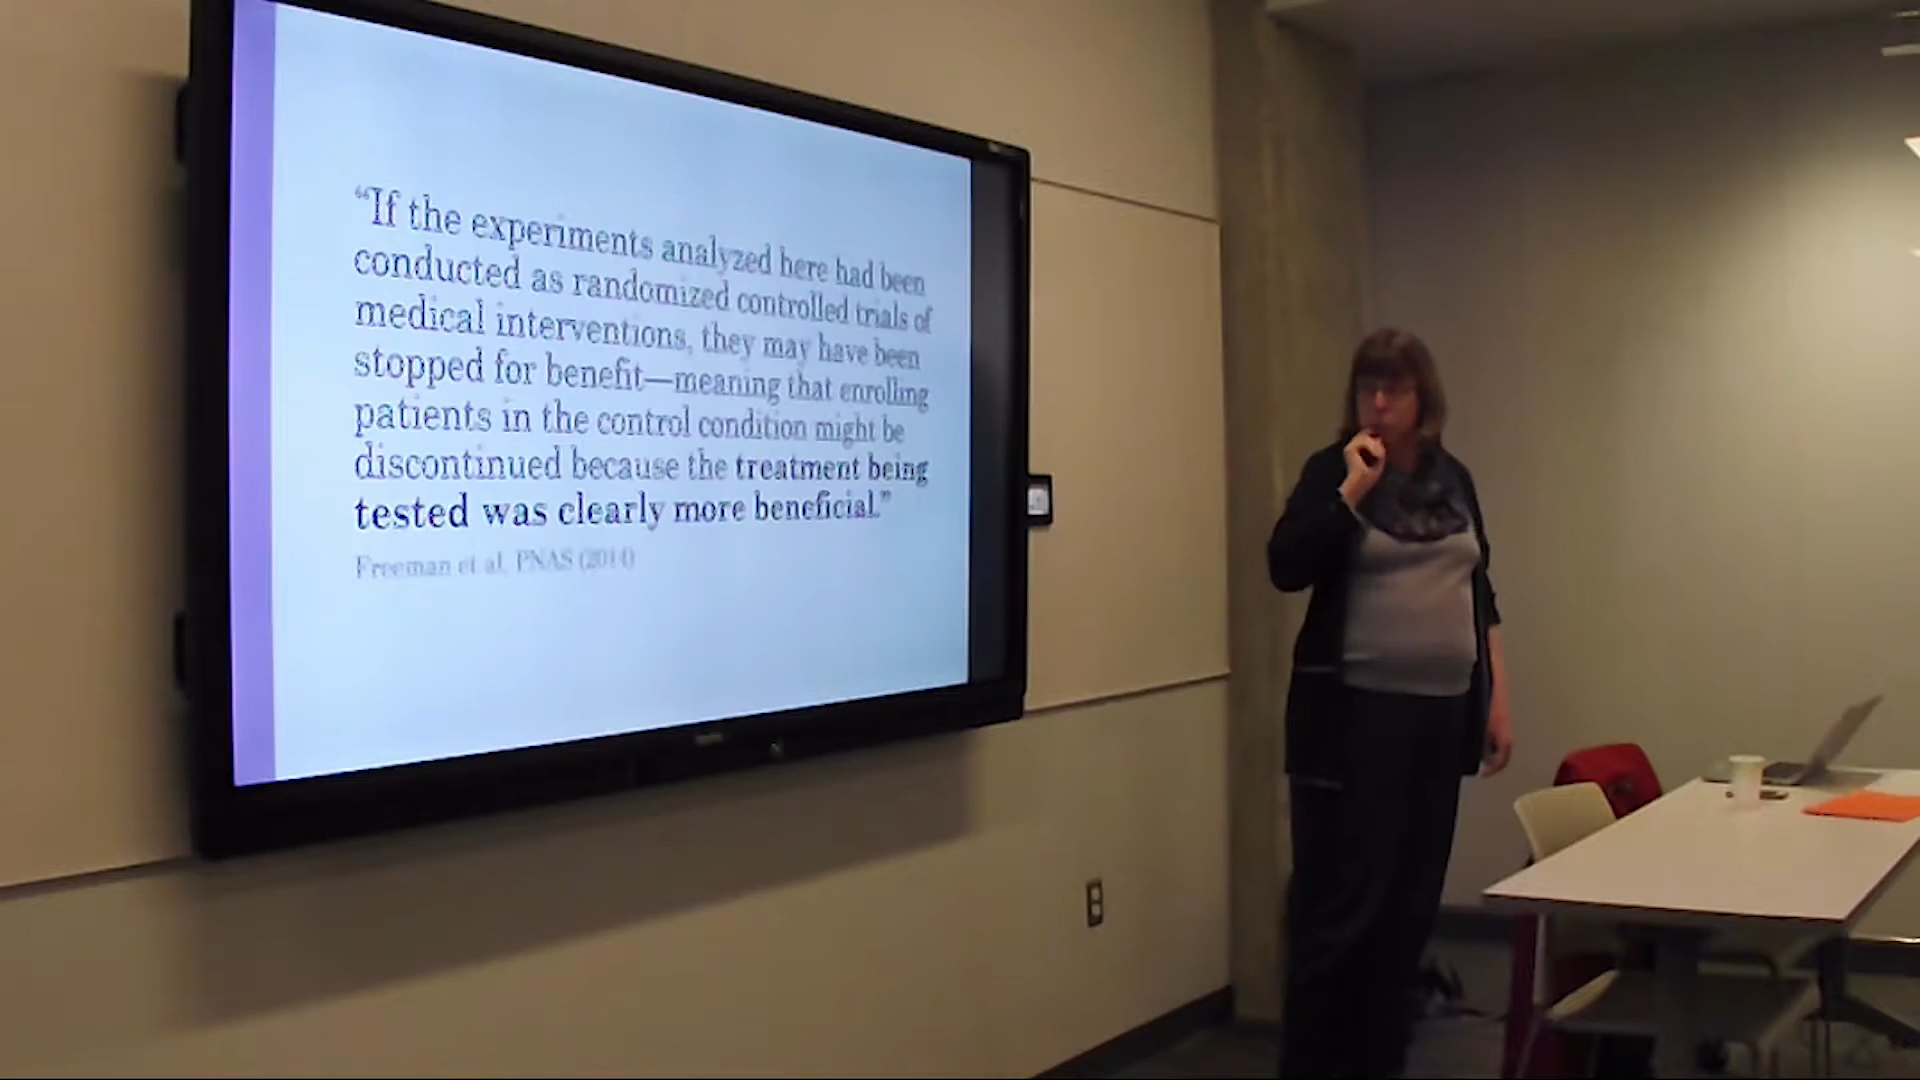 “If the experiments analyzed here had been
conducted as randomized controlled trials of
medical interventions, they may have been
stopped for benefit—meaning that enrolling
patients in the control condition might be
discontinued because the treatment being
tested was clearly more beneficial.”
Freeman et al, PNAS (2014)